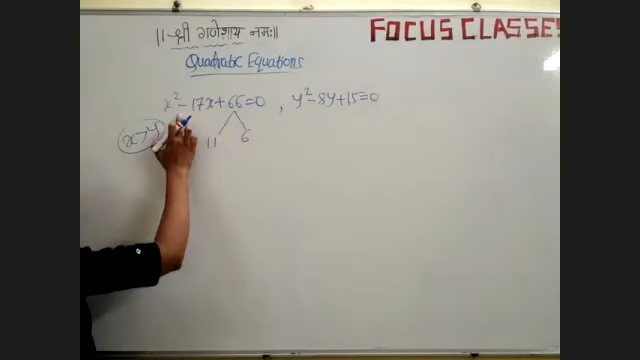 ॥ श्री गणेशाय नमः॥
FOCUS CLASSES
Quadratic Equations
x²-17x+66=0 , y²-8y+15=0
x>y
11 6